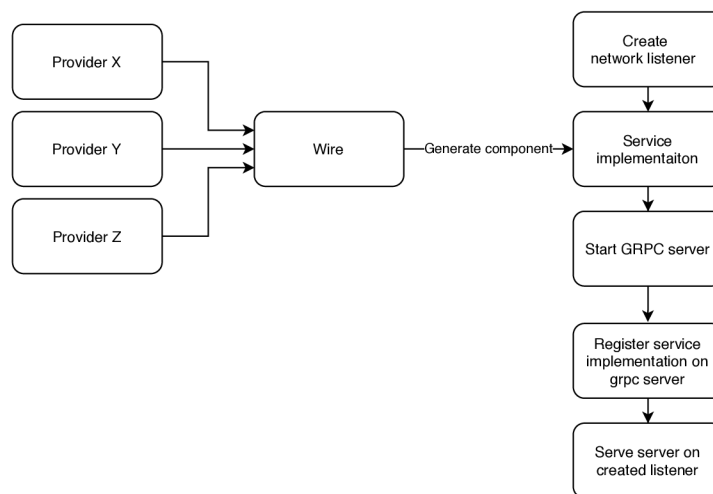 Provider X
Provider Y
Provider Z
Wire
Generate component
Create
network listener
Service
implementaiton
Start GRPC server
Register service
implementation on
grpc server
Serve server on
created listener